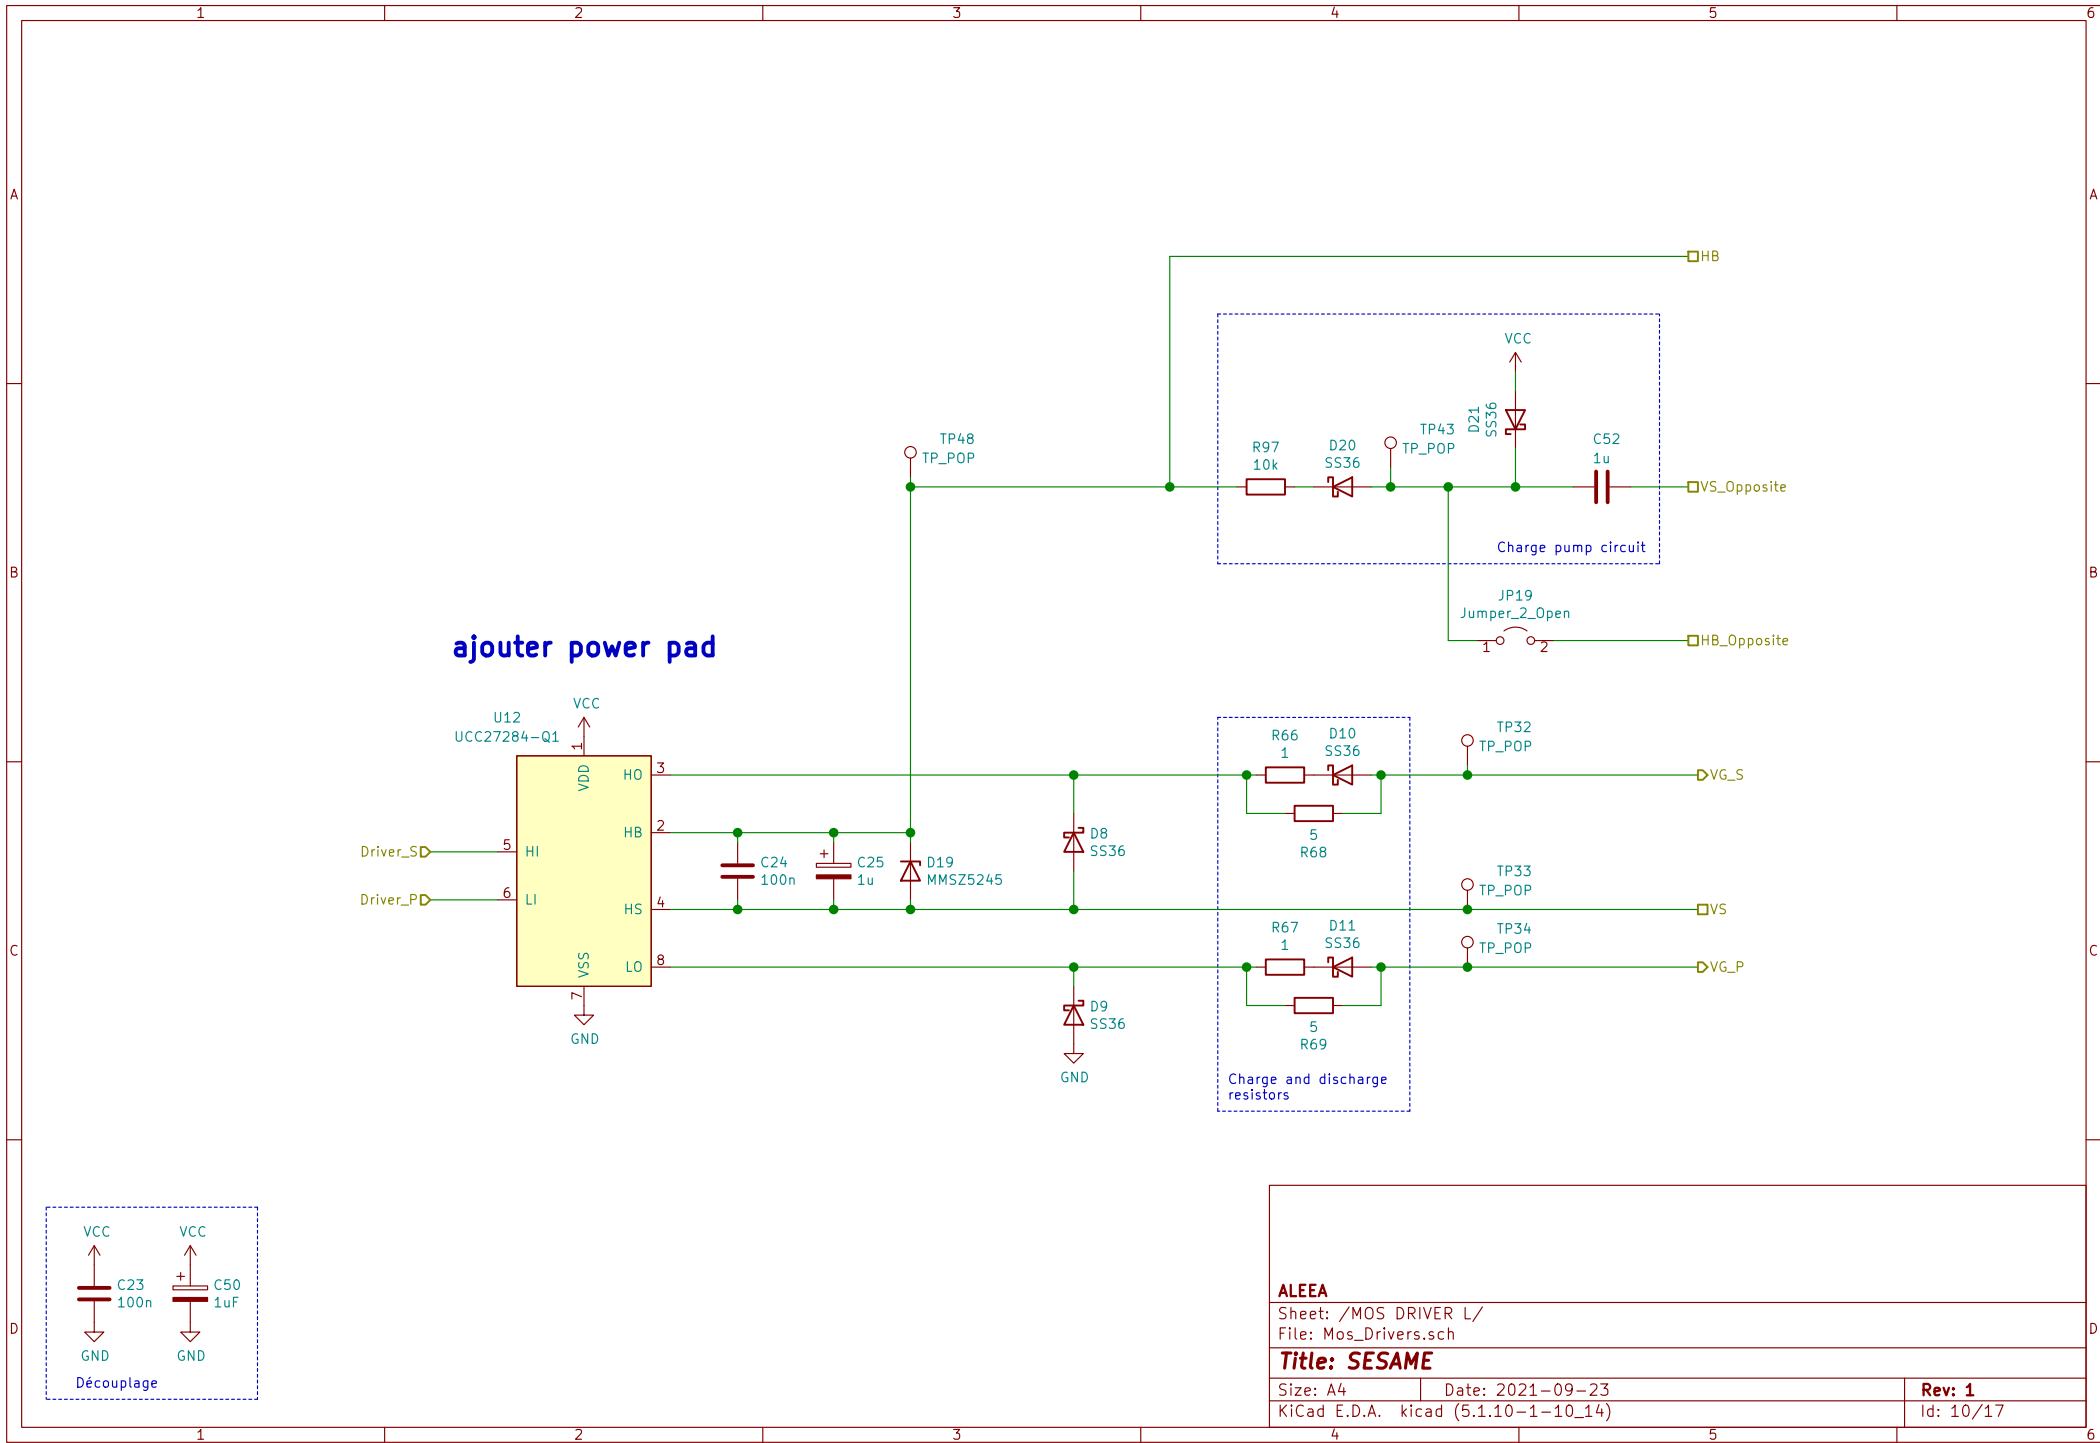 1 2 3 4 5 6
A A
HB
VCC
D21
SS36
TP48
TP_POP
R97
10k
D20
SS36
TP43
TP_POP
C52
1u
VS_Opposite
Charge pump circuit
B B
JP19
Jumper_2_Open
1 2
HB_Opposite
ajouter power pad
VCC
U12
UCC27284-Q1
1
VDD
HO 3
HB 2
5 HI
6 LI
HS 4
LO 8
VSS
7
GND
Driver_S
Driver_P
C24
100n
+
C25
1u
D19
MMSZ5245
D8
SS36
D9
SS36
GND
R66
1
D10
SS36
5
R68
TP32
TP_POP
VG_S
TP33
TP_POP
VS
R67
1
D11
SS36
5
R69
TP34
TP_POP
VG_P
Charge and discharge
resistors
C C
VCC VCC
C23
100n
+
C50
1uF
GND GND
Découplage
D D
ALEEA
Sheet: /MOS DRIVER L/
File: Mos_Drivers.sch
Title: SESAME
Size: A4 Date: 2021-09-23 Rev: 1
KiCad E.D.A. kicad (5.1.10-1-10_14) Id: 10/17
1 2 3 4 5 6